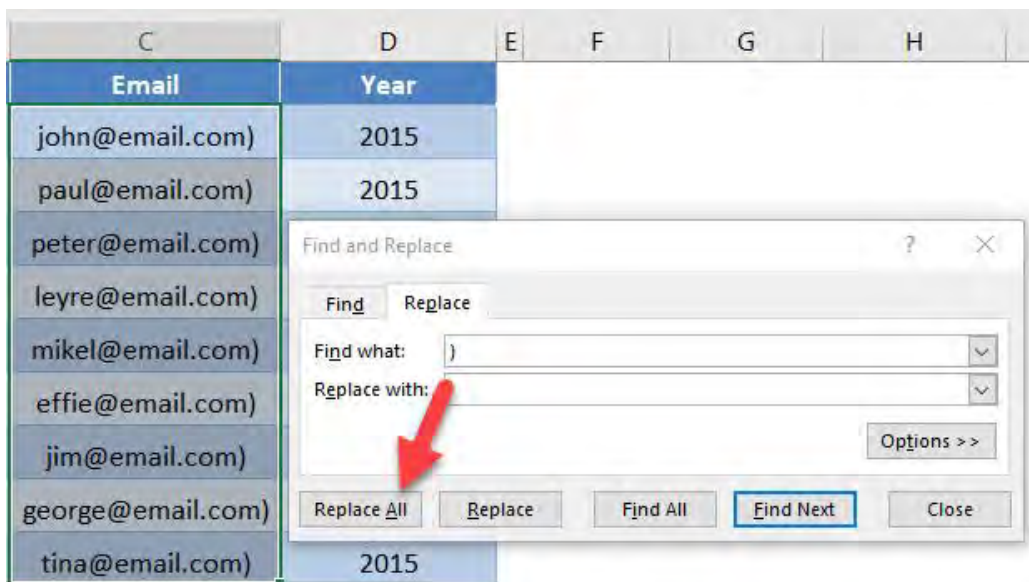 C D E F G H
Email Year
john@email.com) 2015
paul@email.com) 2015
peter@email.com)
leyre@email.com)
mikel@email.com)
effie@email.com)
jim@email.com)
george@email.com)
tina@email.com) 2015
Find and Replace ? ×
Find Replace
Find what: )
Replace with:
Options >>
Replace All Replace Find All Find Next Close